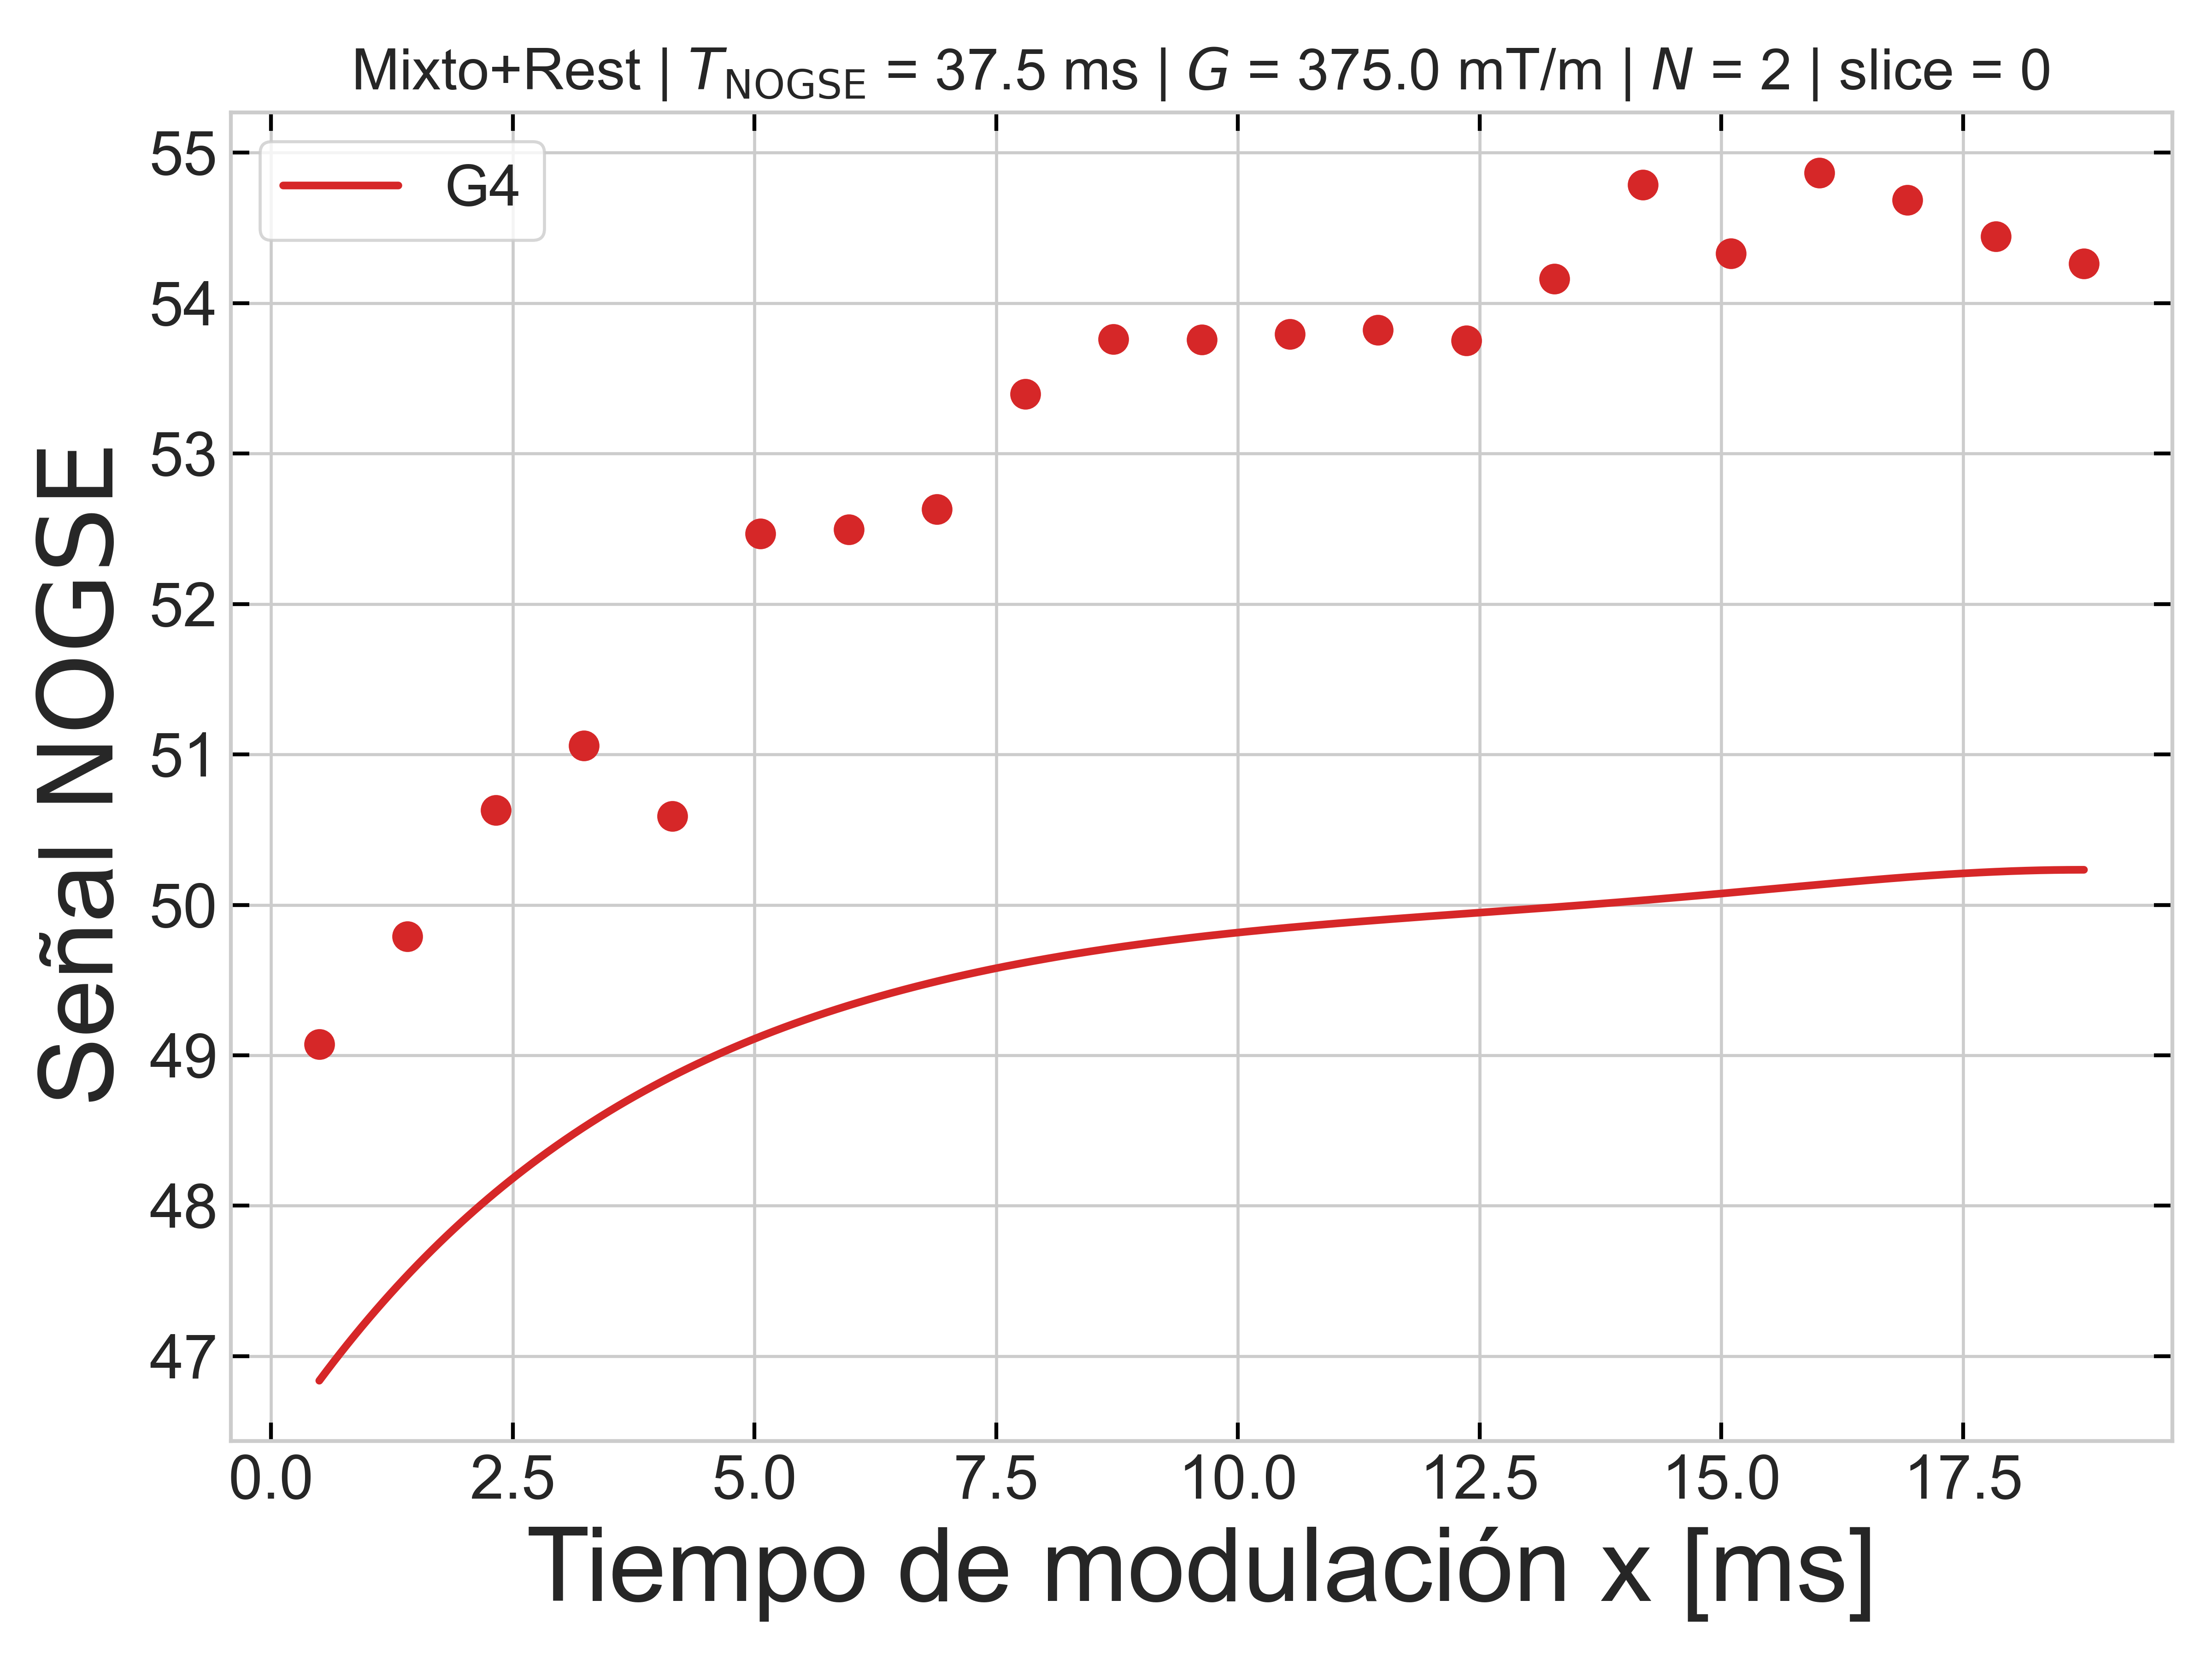 Mixto+Rest | T_NOGSE = 37.5 ms | G = 375.0 mT/m | N = 2 | slice = 0
G4
55
54
53
52
51
50
49
48
47
Señal NOGSE
0.0 2.5 5.0 7.5 10.0 12.5 15.0 17.5
Tiempo de modulación x [ms]